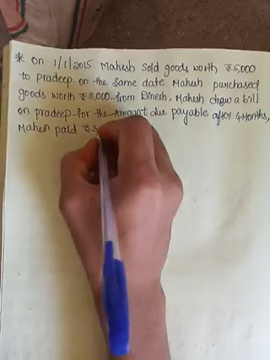 * On 1/1/2015 Mahesh sold goods worth ₹5,000
to pradeep. on the same date Mahesh purchased
goods worth ₹8,000 from Dinesh, Mahesh drew a bill
on pradeep for the Amount due payable after 4 Months,
Mahesh paid ₹3